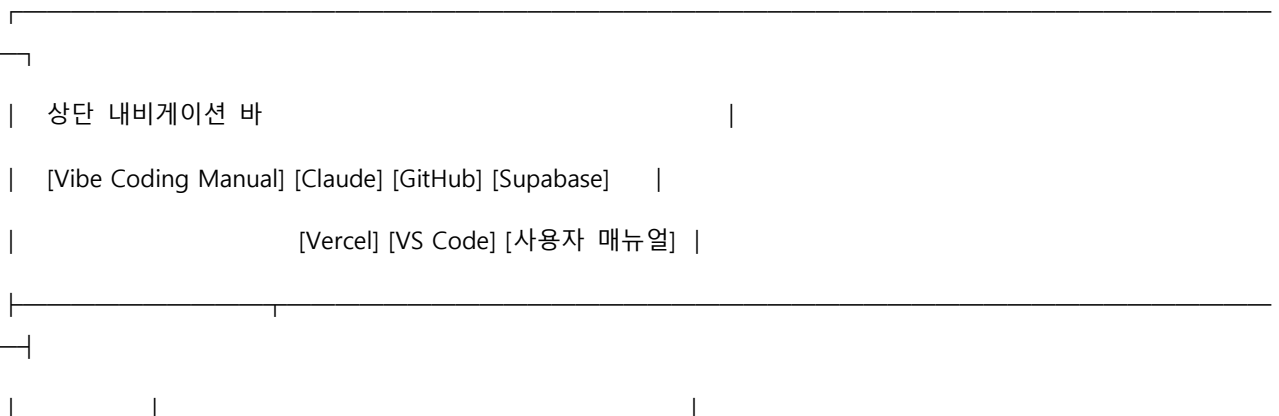 상단 내비게이션 바
[Vibe Coding Manual] [Claude] [GitHub] [Supabase]
[Vercel] [VS Code] [사용자 매뉴얼]